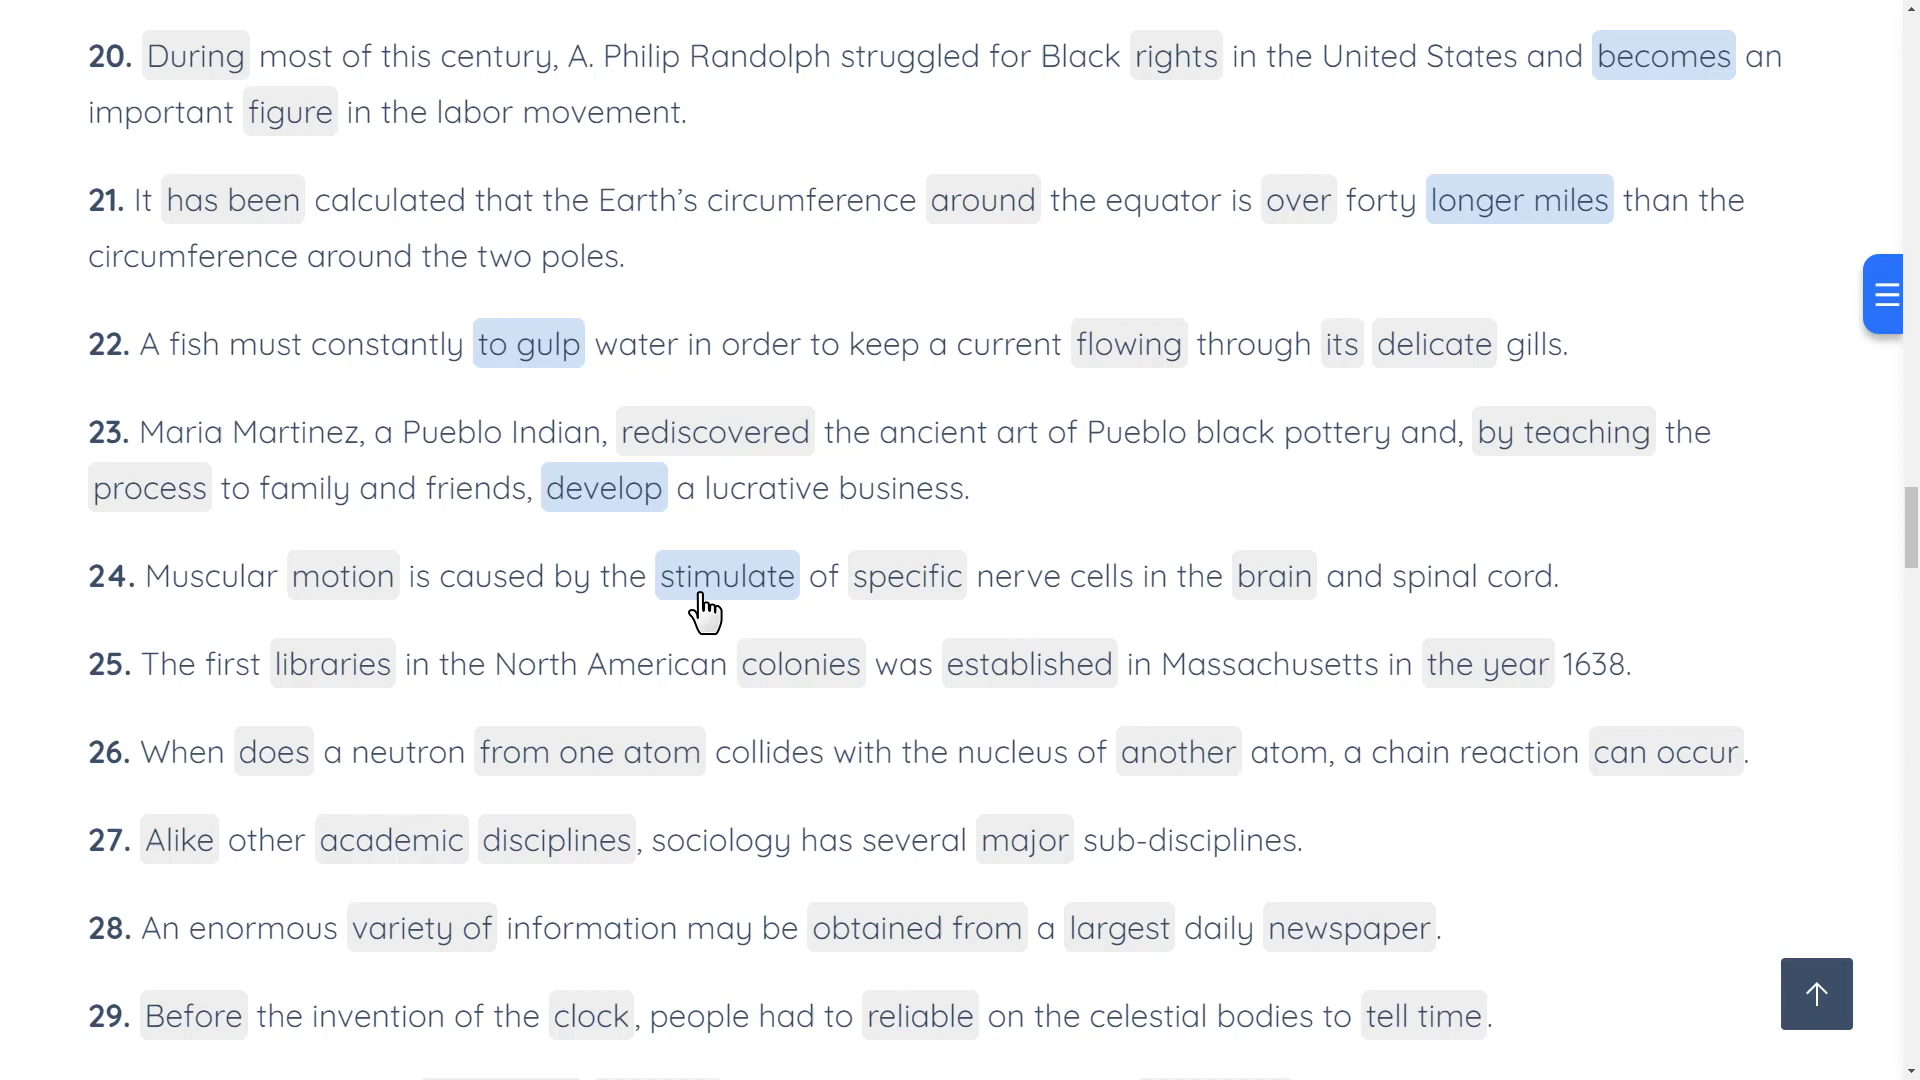 20. During most of this century, A. Philip Randolph struggled for Black rights in the United States and becomes an
important figure in the labor movement.
21. It has been calculated that the Earth’s circumference around the equator is over forty longer miles than the
circumference around the two poles.
22. A fish must constantly to gulp water in order to keep a current flowing through its delicate gills.
23. Maria Martinez, a Pueblo Indian, rediscovered the ancient art of Pueblo black pottery and, by teaching the
process to family and friends, develop a lucrative business.
24. Muscular motion is caused by the stimulate of specific nerve cells in the brain and spinal cord.
25. The first libraries in the North American colonies was established in Massachusetts in the year 1638.
26. When does a neutron from one atom collides with the nucleus of another atom, a chain reaction can occur.
27. Alike other academic disciplines, sociology has several major sub-disciplines.
28. An enormous variety of information may be obtained from a largest daily newspaper.
29. Before the invention of the clock, people had to reliable on the celestial bodies to tell time.